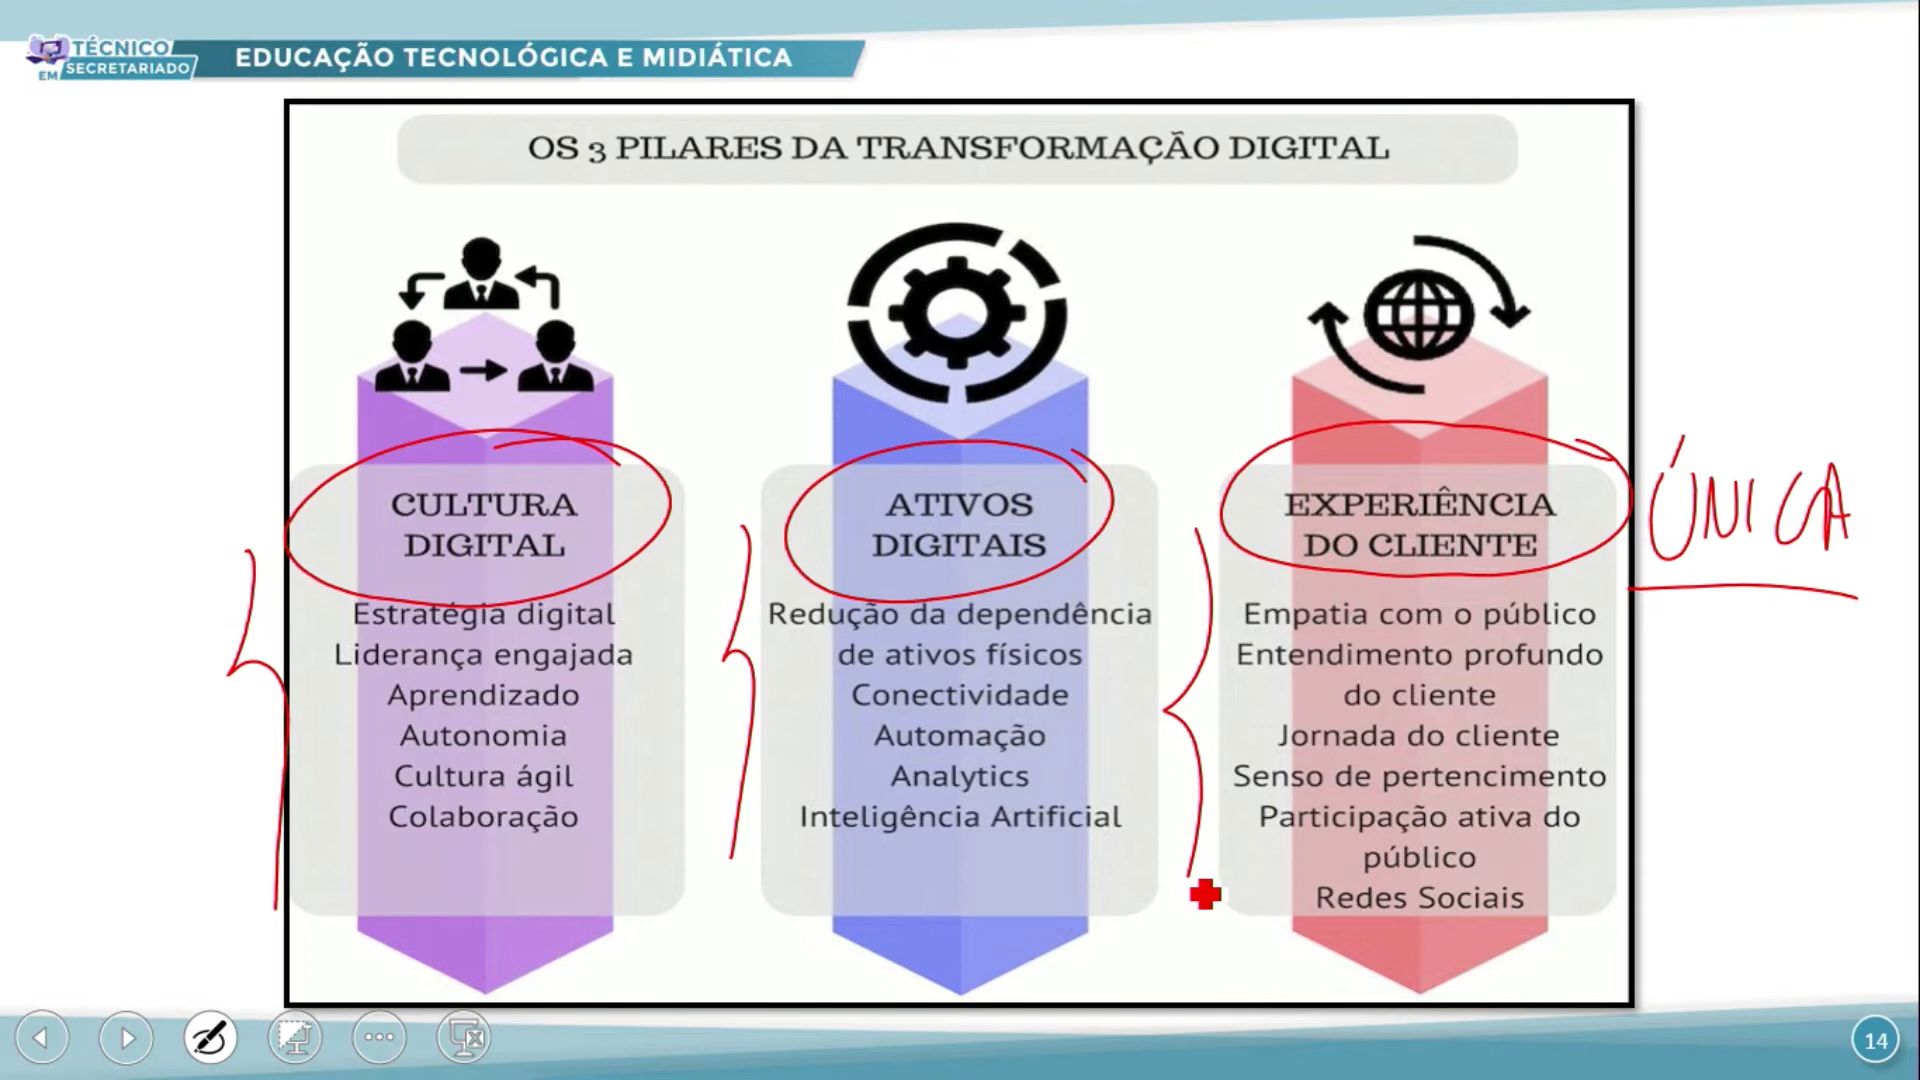 TÉCNICO
EM SECRETARIADO
EDUCAÇÃO TECNOLÓGICA E MIDIÁTICA
OS 3 PILARES DA TRANSFORMAÇÃO DIGITAL
CULTURA
DIGITAL
Estratégia digital
Liderança engajada
Aprendizado
Autonomia
Cultura ágil
Colaboração
ATIVOS
DIGITAIS
Redução da dependência
de ativos físicos
Conectividade
Automação
Analytics
Inteligência Artificial
EXPERIÊNCIA
DO CLIENTE
Empatia com o público
Entendimento profundo
do cliente
Jornada do cliente
Senso de pertencimento
Participação ativa do
público
Redes Sociais
ÚNICA
14